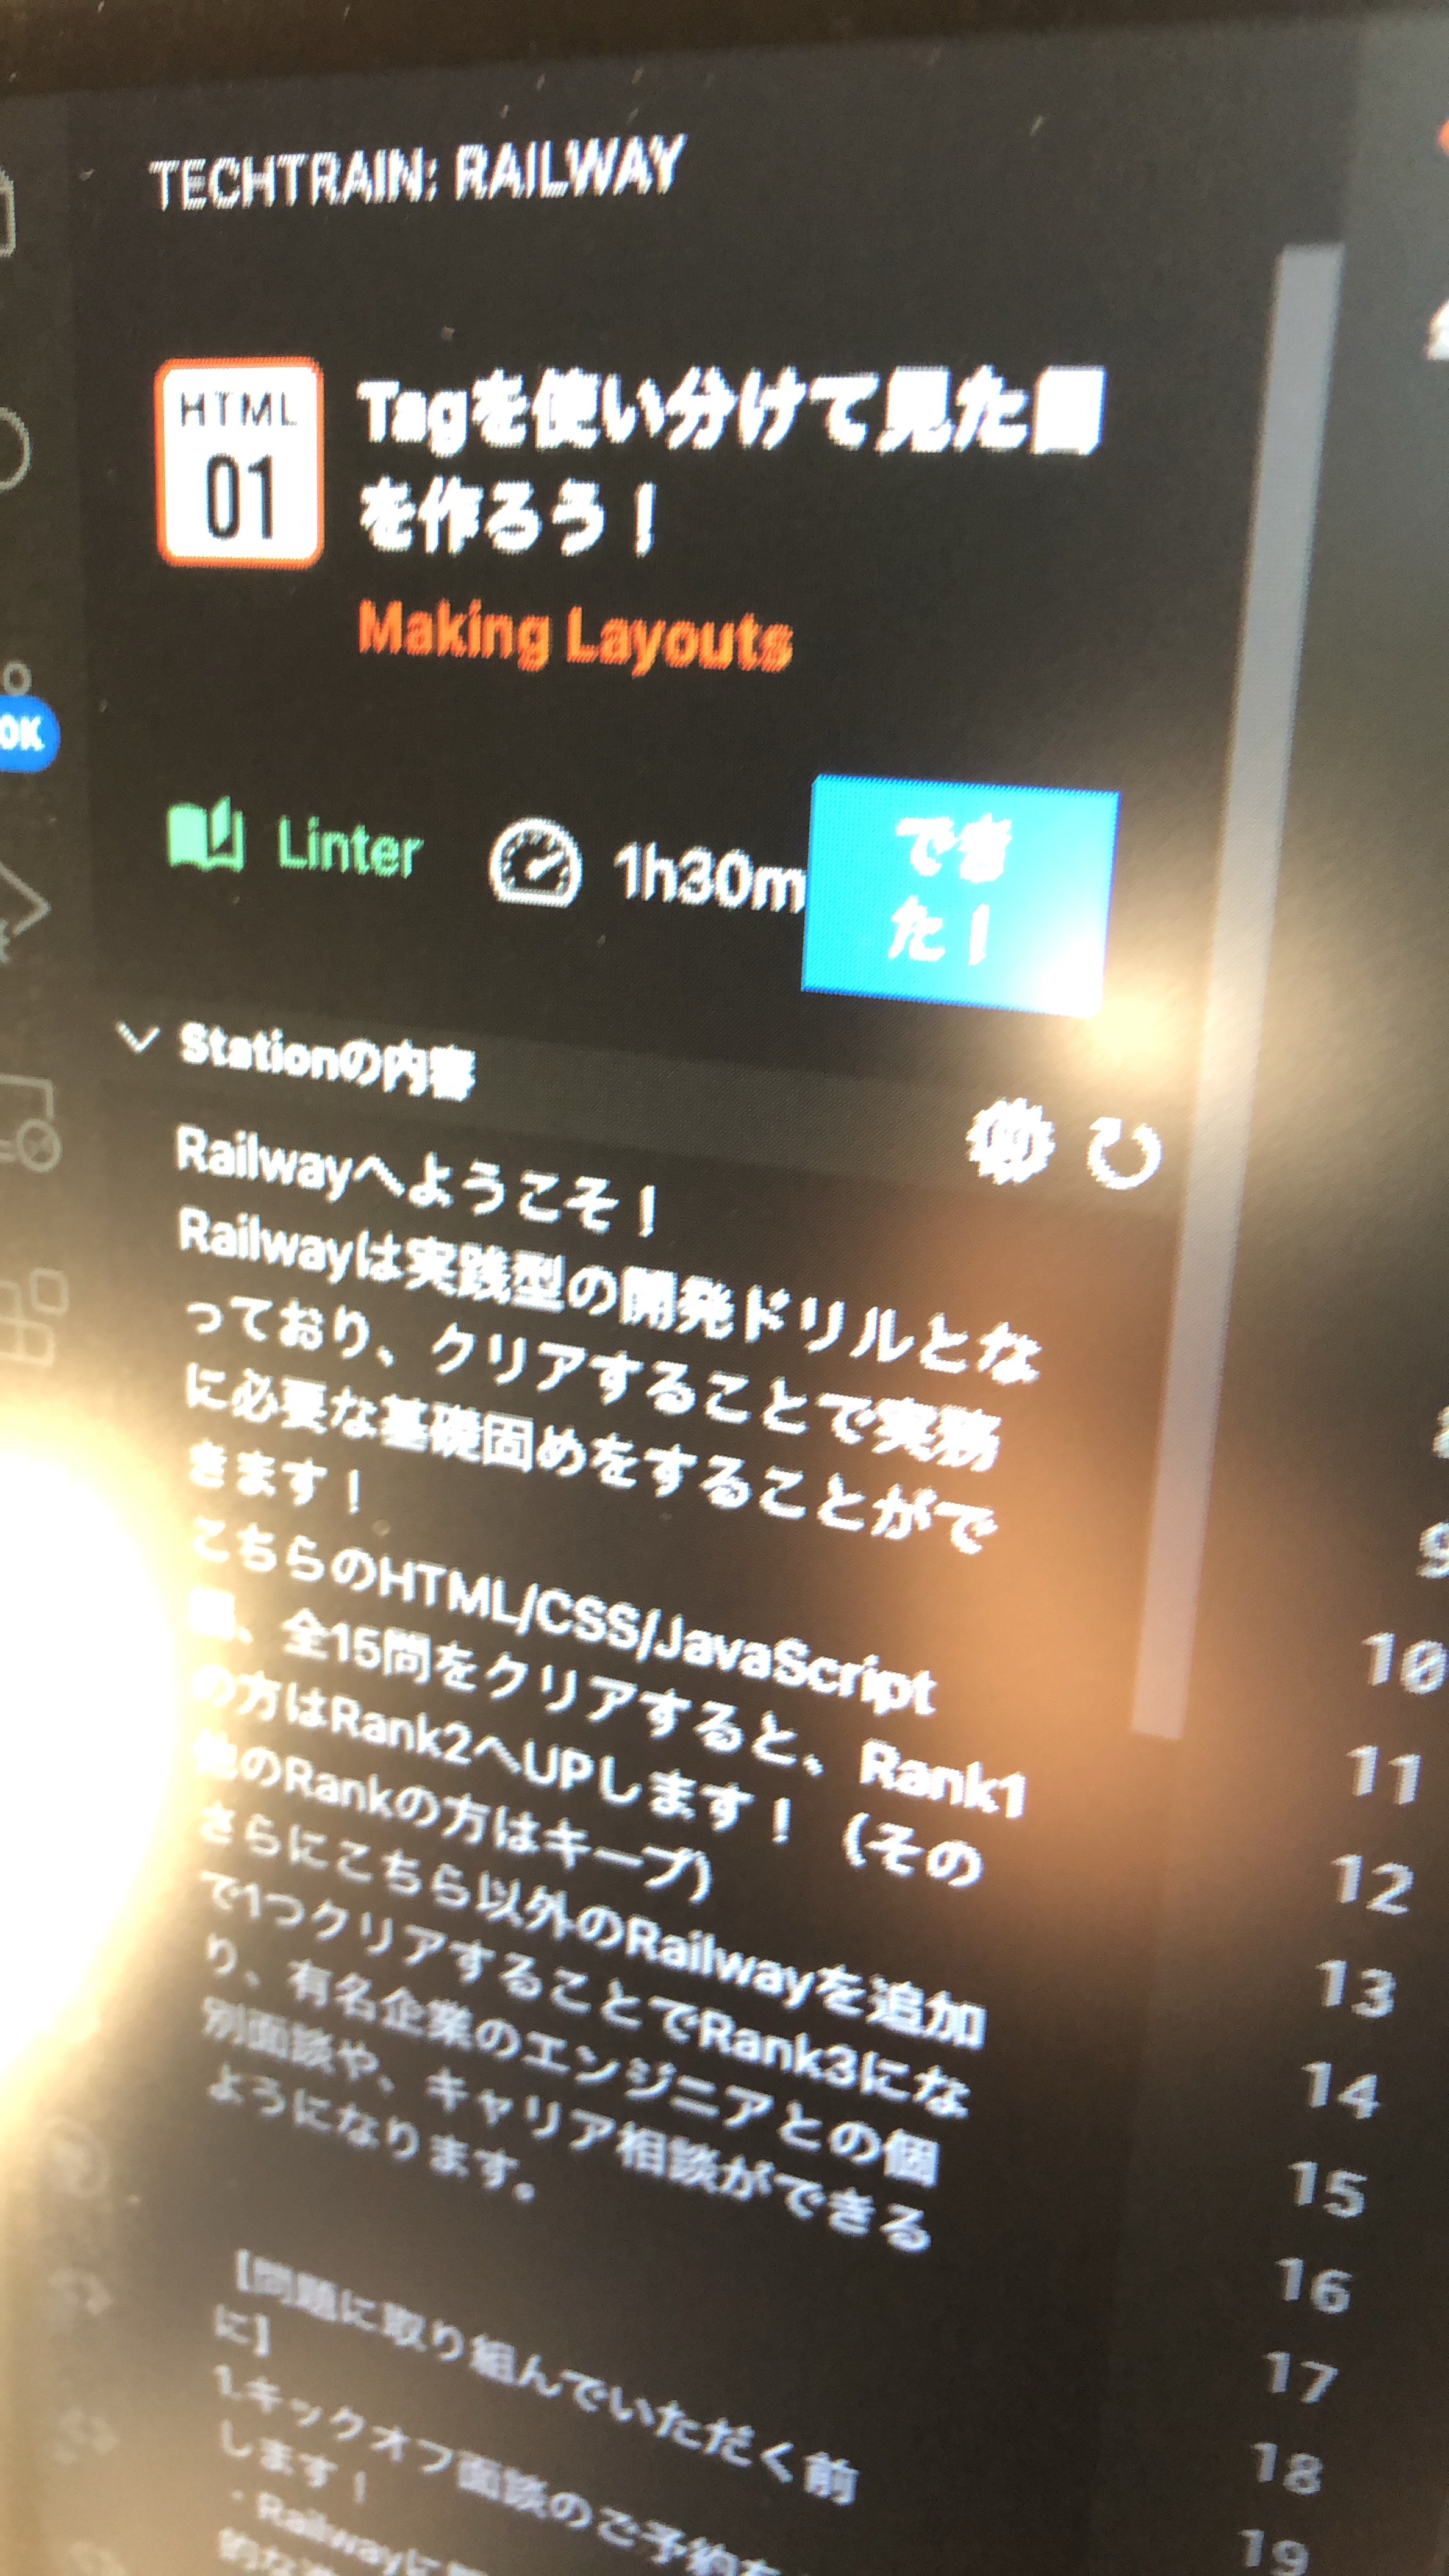 TECHTRAIN: RAILWAY
HTML
01
Tagを使い分けて見た目
を作ろう！
Making Layouts
Linter
1h30m
でき
た！
Stationの内容
Railwayへようこそ！
Railwayは実践型の開発ドリルとな
っており、クリアすることで実務
に必要な基礎固めをすることがで
きます！
こちらのHTML/CSS/JavaScript
、全15問をクリアすると、Rank1
の方はRank2へUPします！（その
他のRankの方はキープ)
さらにこちら以外のRailwayを追加
で1つクリアすることでRank3にな
り、有名企業のエンジニアとの個
別面談や、キャリア相談ができる
ようになります。
【問題に取り組んでいただく前
に】
1.キックオフ面談のご予約を
します！
・Railwayに
的な
0K
9
10
11
12
13
14
15
16
17
18
19